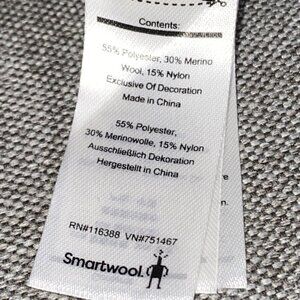 Contents:
55% Polyester, 30% Merino
Wool, 15% Nylon
Exclusive Of Decoration
Made in China
55% Polyester,
30% Merinowolle, 15% Nylon
Ausschließlich Dekoration
Hergestellt in China
RN#116388 VN#751467
Smartwool